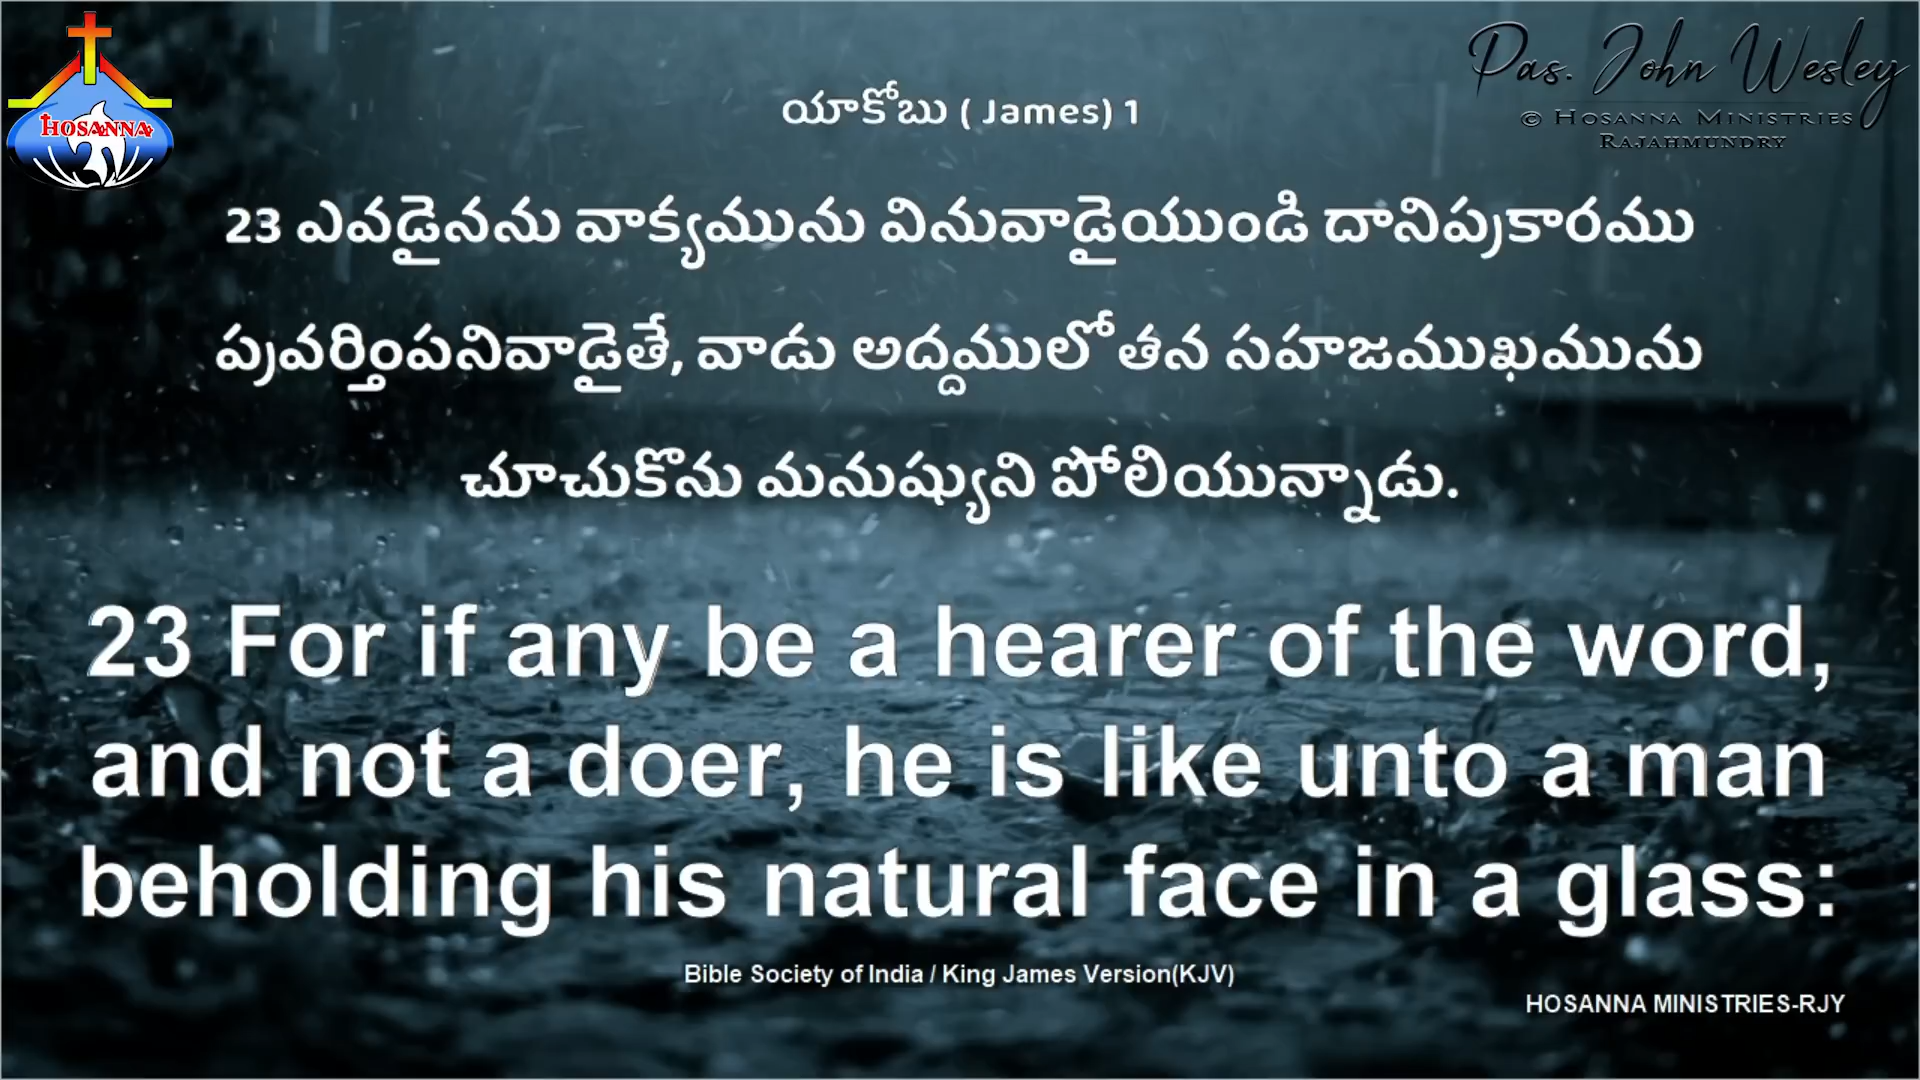 HOSANNA
Pas. John Wesley
© HOSANNA MINISTRIES
RAJAHMUNDRY
యాకోబు ( James) 1
23 ఎవడైనను వాక్యమును వినువాడైయుండి దానిప్రకారము
ప్రవర్తింపనివాడైతే, వాడు అద్దములో తన సహజముఖమును
చూచుకొను మనుష్యుని పోలియున్నాడు.
23 For if any be a hearer of the word,
and not a doer, he is like unto a man
beholding his natural face in a glass:
Bible Society of India / King James Version(KJV)
HOSANNA MINISTRIES-RJY